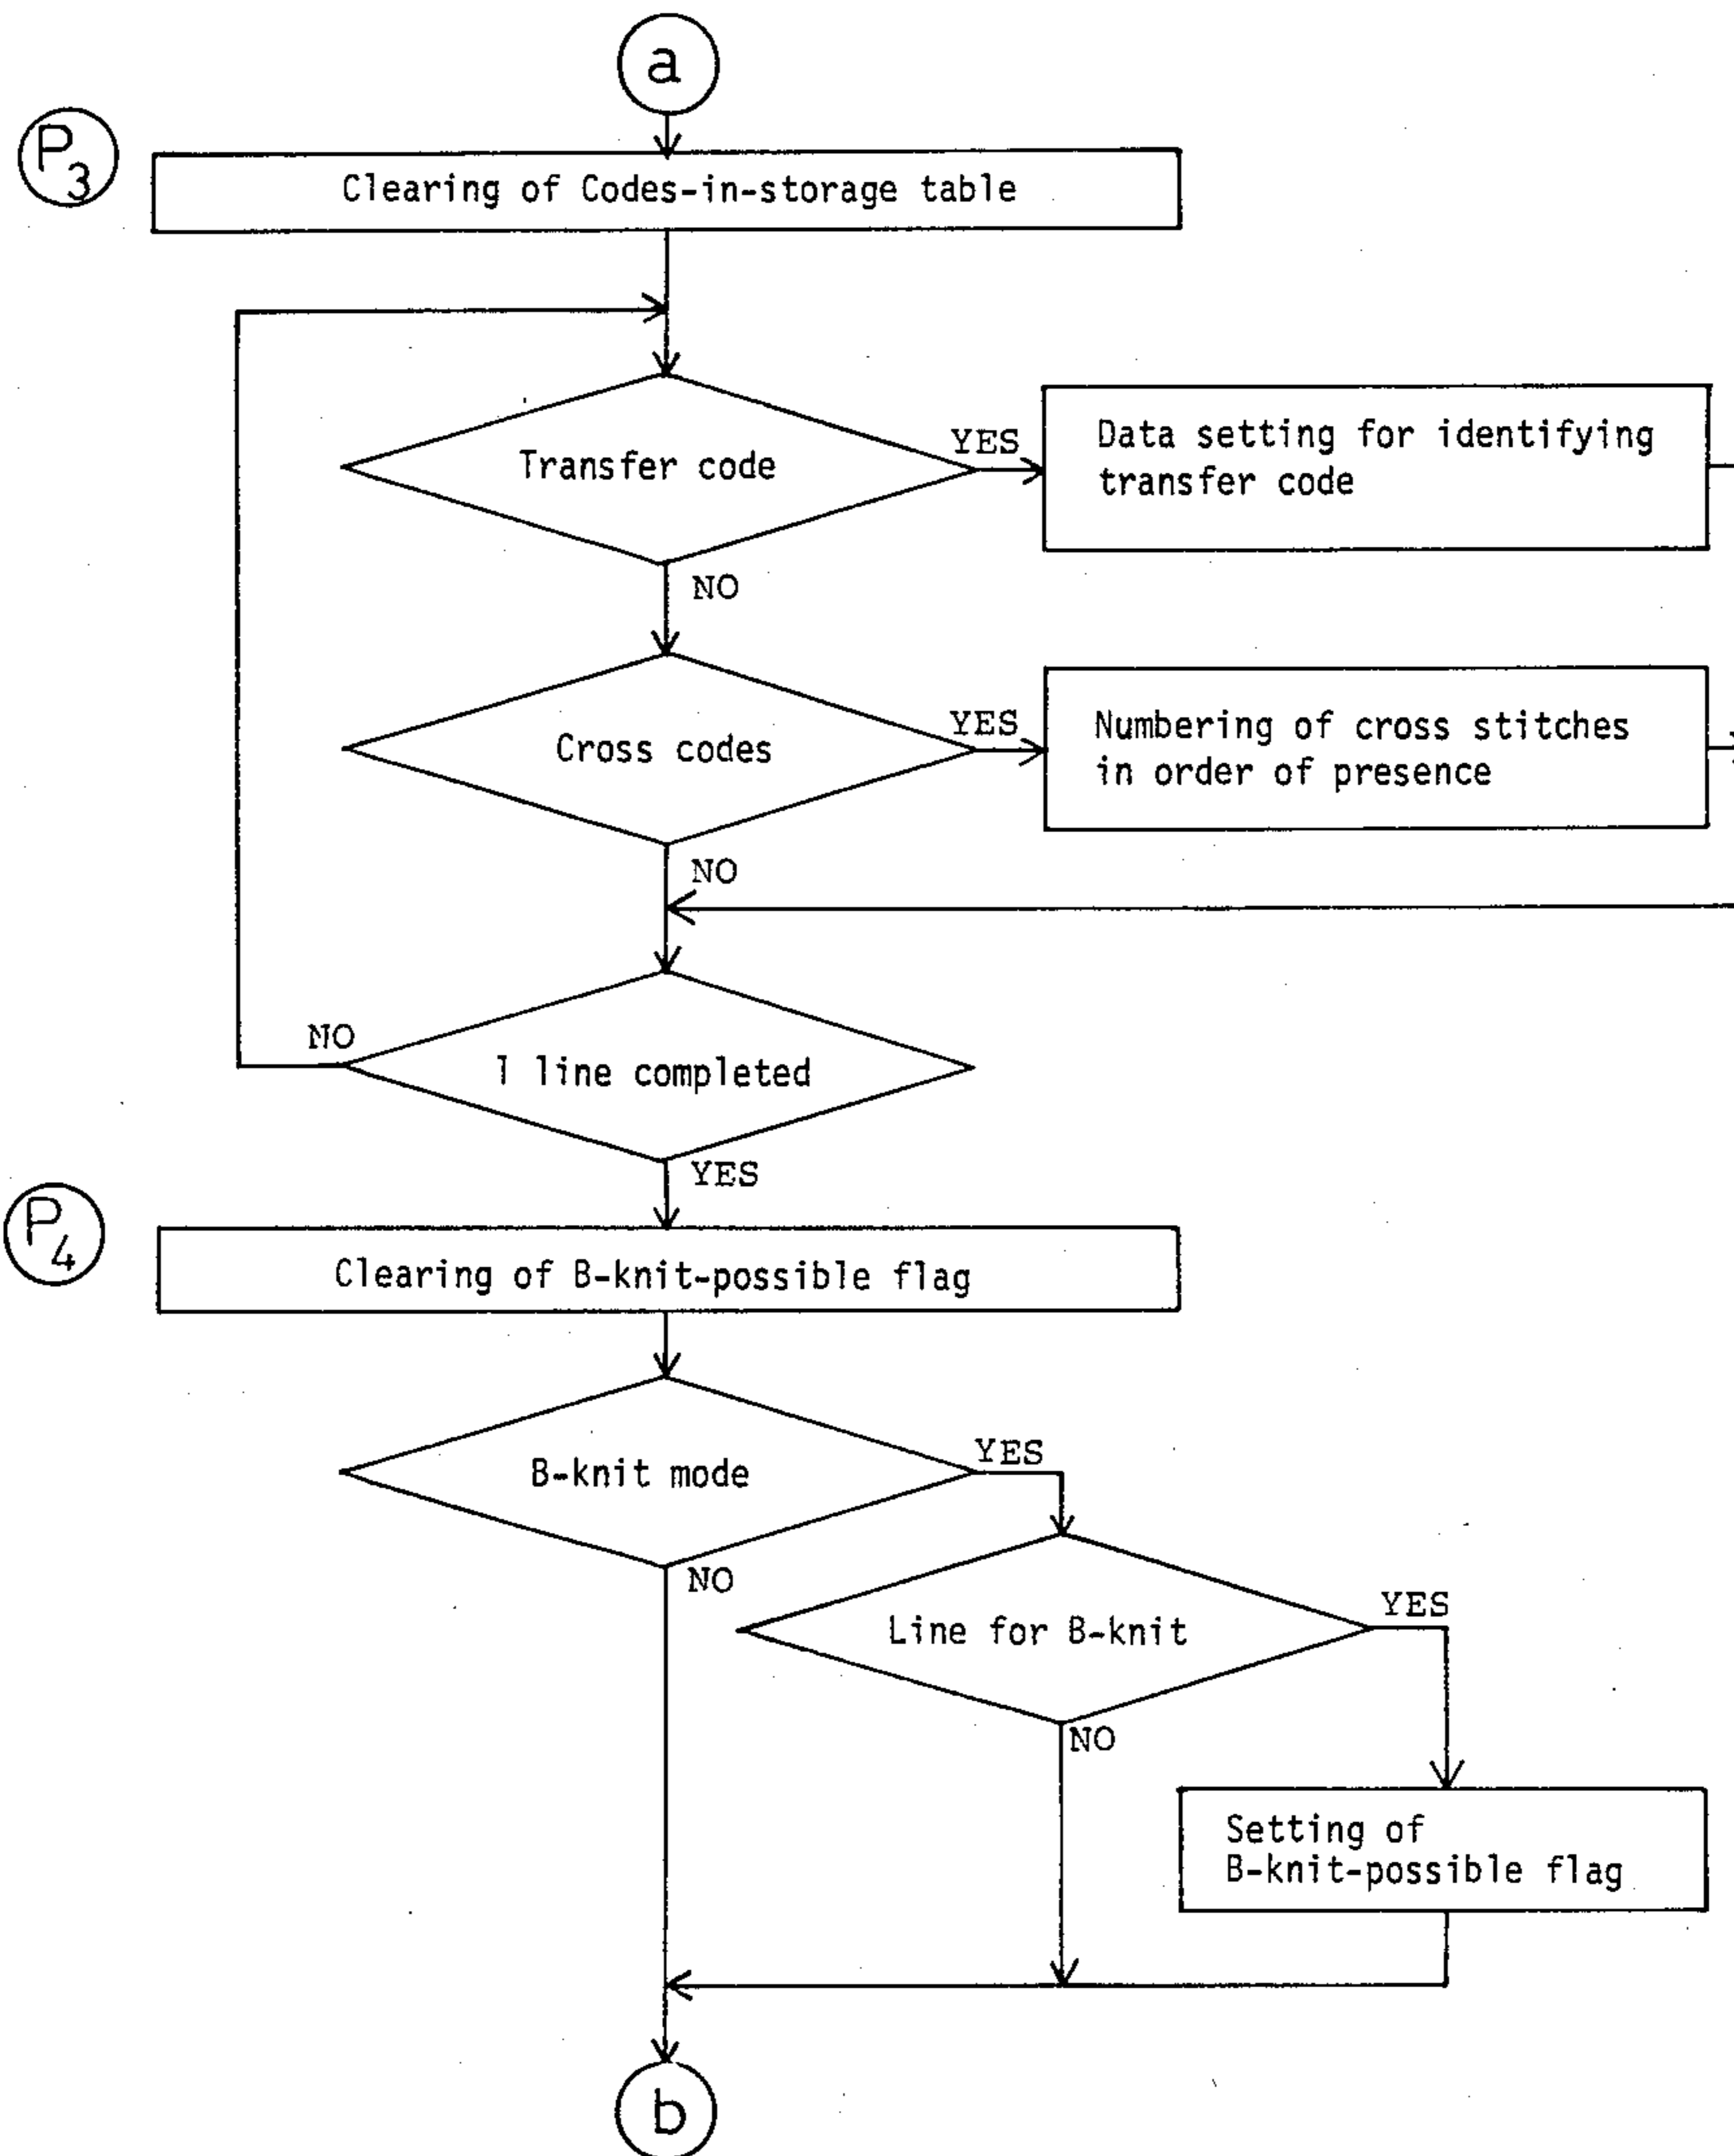 a
P3
Clearing of Codes-in-storage table
Transfer code
YES
Data setting for identifying
transfer code
NO
Cross codes
YES
Numbering of cross stitches
in order of presence
NO
NO
1 line completed
YES
P4
Clearing of B-knit-possible flag
B-knit mode
YES
NO
Line for B-knit
YES
NO
Setting of
B-knit-possible flag
b